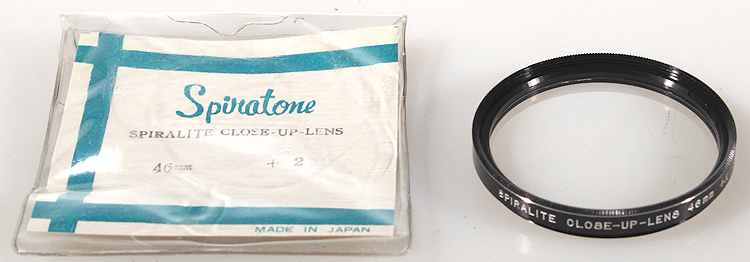 Spiratone
SPIRALITE CLOSE-UP-LENS
46mm + 2
MADE IN JAPAN
SPIRALITE CLOSE-UP-LENS 46mm